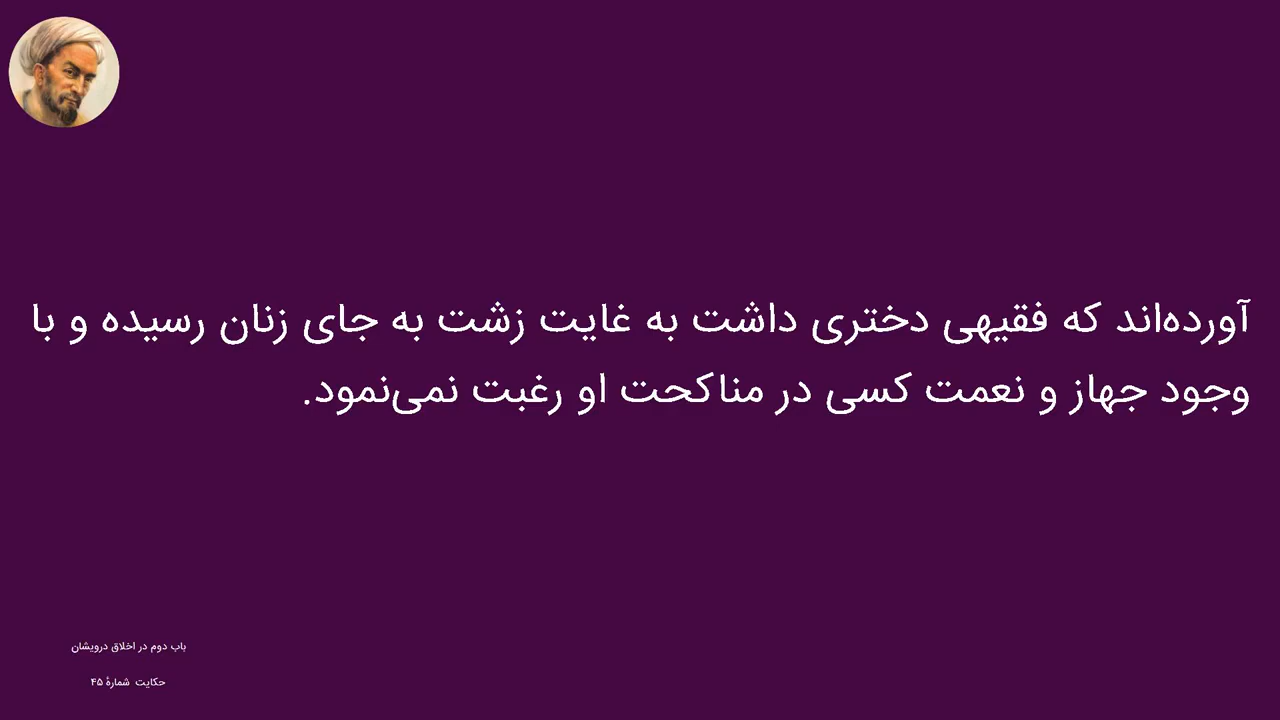 آورده‌اند که فقیهی دختری داشت به غایت زشت به جای زنان رسیده و با
وجود جهاز و نعمت کسی در مناکحت او رغبت نمی‌نمود.
باب دوم در اخلاق درویشان
حکایت شمارهٔ ۴۵